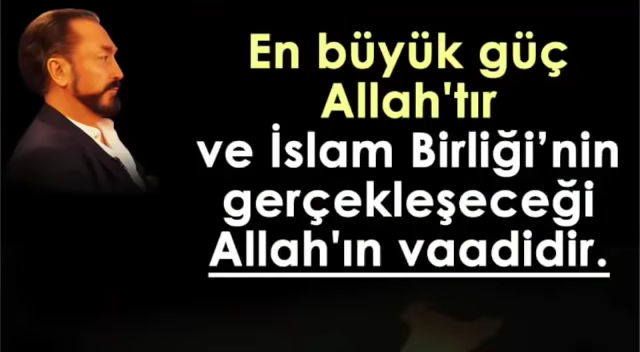 En büyük güç
Allah'tır
ve İslam Birliği’nin
gerçekleşeceği
Allah'ın vaadidir.